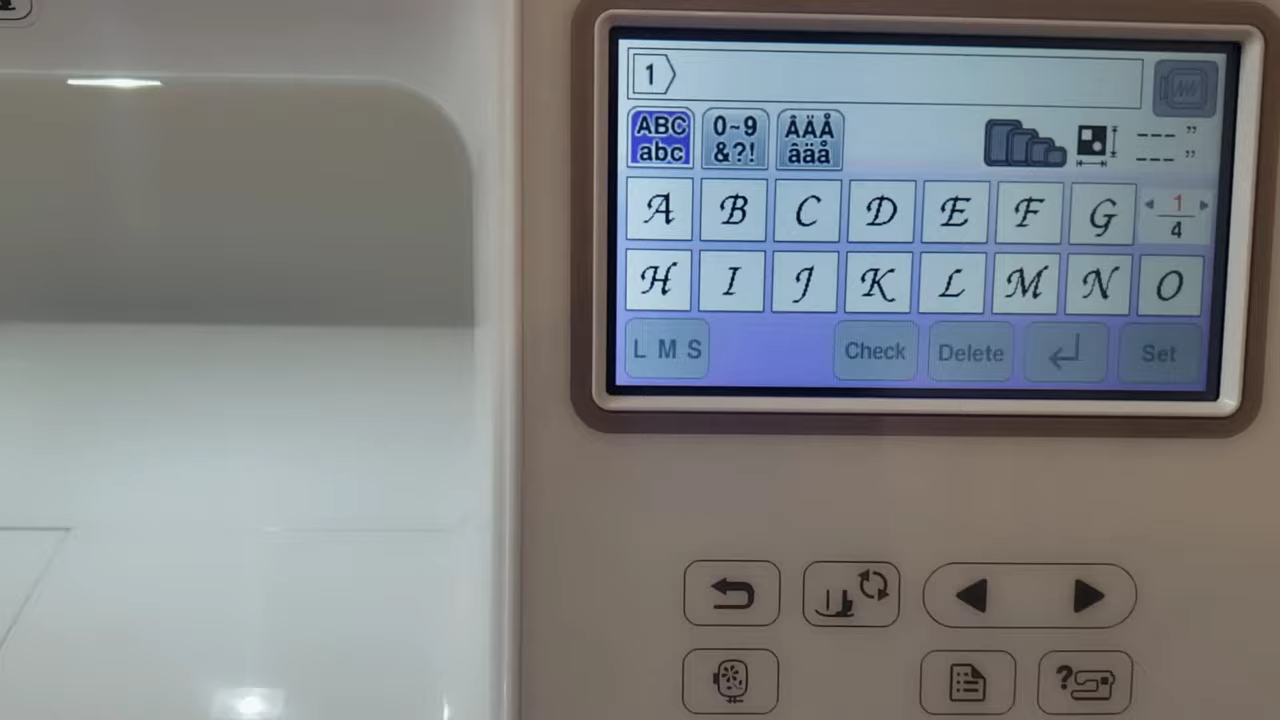 1
ABC abc 0~9 &?! ÂÄÅ âäå --- " --- "
A B C D E F G 1/4
H I J K L M N O
L M S Check Delete Set
?